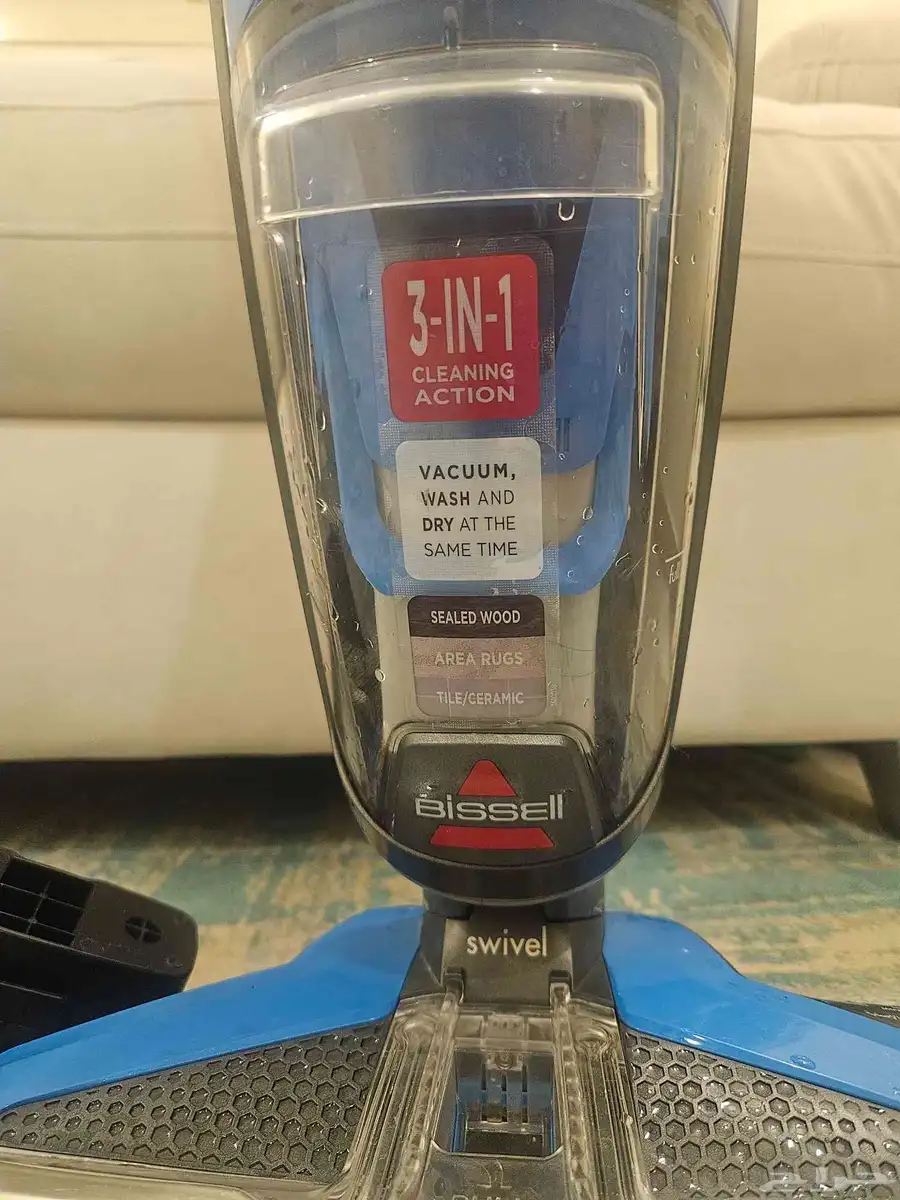 3-IN-1
CLEANING
ACTION
VACUUM,
WASH AND
DRY AT THE
SAME TIME
full
SEALED WOOD
AREA RUGS
TILE/CERAMIC
BISSELL
swivel